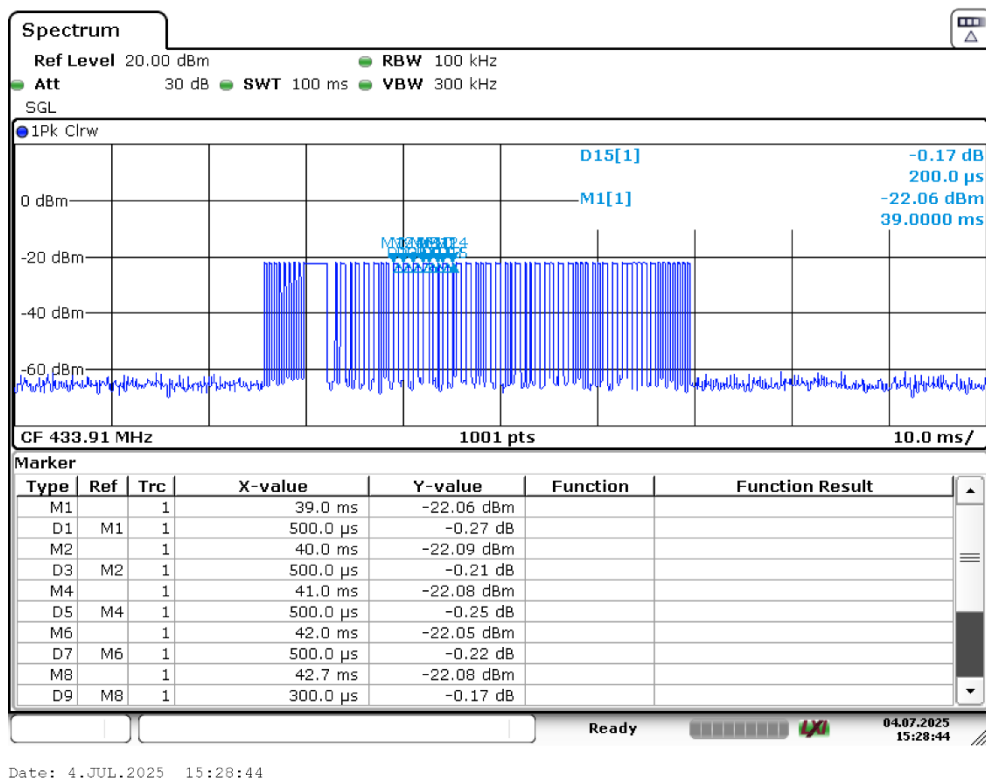 Spectrum
Ref Level 20.00 dBm RBW 100 kHz
Att 30 dB SWT 100 ms VBW 300 kHz
SGL
1Pk Clrw
D15[1] -0.17 dB
200.0 µs
0 dBm M1[1] -22.06 dBm
39.0000 ms
-20 dBm
-40 dBm
-60 dBm
CF 433.91 MHz 1001 pts 10.0 ms/
Marker
Type Ref Trc X-value Y-value Function Function Result
M1 1 39.0 ms -22.06 dBm
D1 M1 1 500.0 µs -0.27 dB
M2 1 40.0 ms -22.09 dBm
D3 M2 1 500.0 µs -0.21 dB
M4 1 41.0 ms -22.08 dBm
D5 M4 1 500.0 µs -0.25 dB
M6 1 42.0 ms -22.05 dBm
D7 M6 1 500.0 µs -0.22 dB
M8 1 42.7 ms -22.08 dBm
D9 M8 1 300.0 µs -0.17 dB
Ready LXI 04.07.2025
15:28:44
Date: 4.JUL.2025 15:28:44